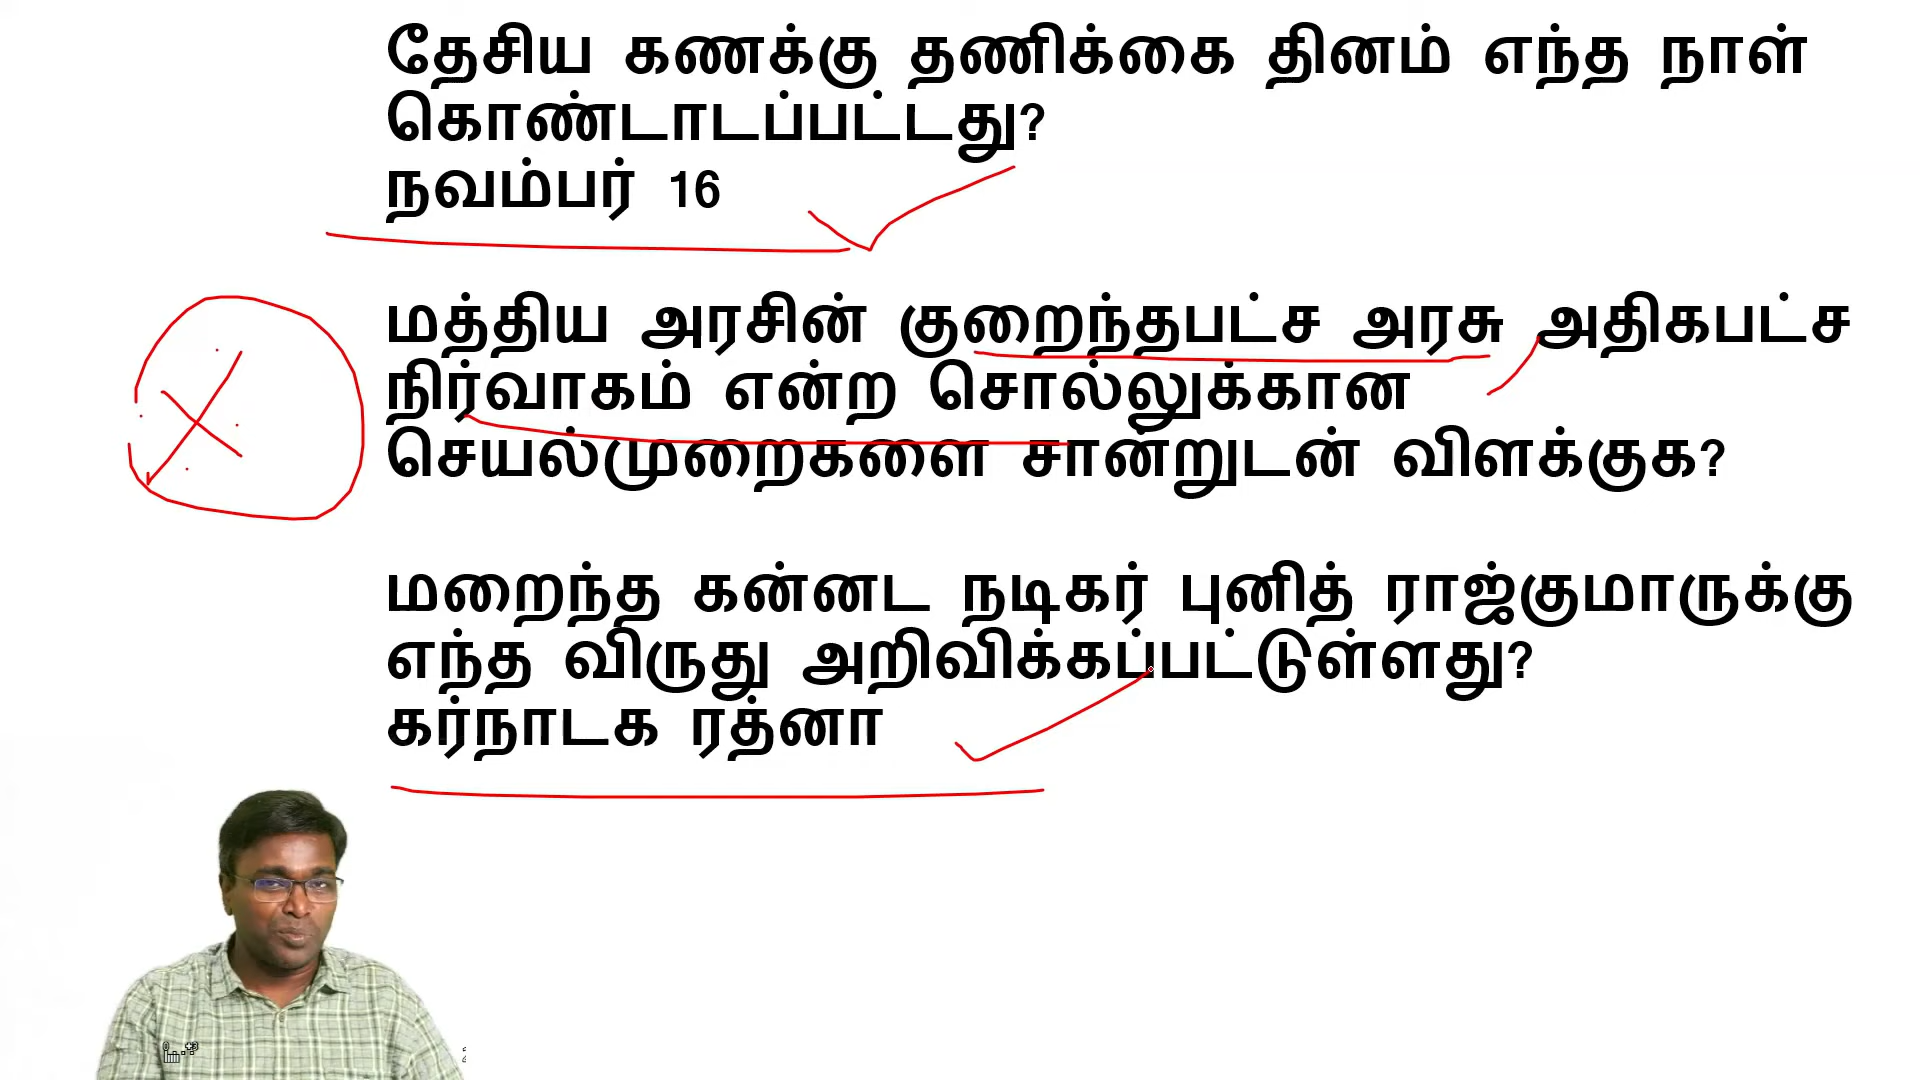 தேசிய கணக்கு தணிக்கை தினம் எந்த நாள்
கொண்டாடப்பட்டது?
நவம்பர் 16
மத்திய அரசின் குறைந்தபட்ச அரசு அதிகபட்ச
நிர்வாகம் என்ற சொல்லுக்கான
செயல்முறைகளை சான்றுடன் விளக்குக?
மறைந்த கன்னட நடிகர் புனித் ராஜ்குமாருக்கு
எந்த விருது அறிவிக்கப்பட்டுள்ளது?
கர்நாடக ரத்னா